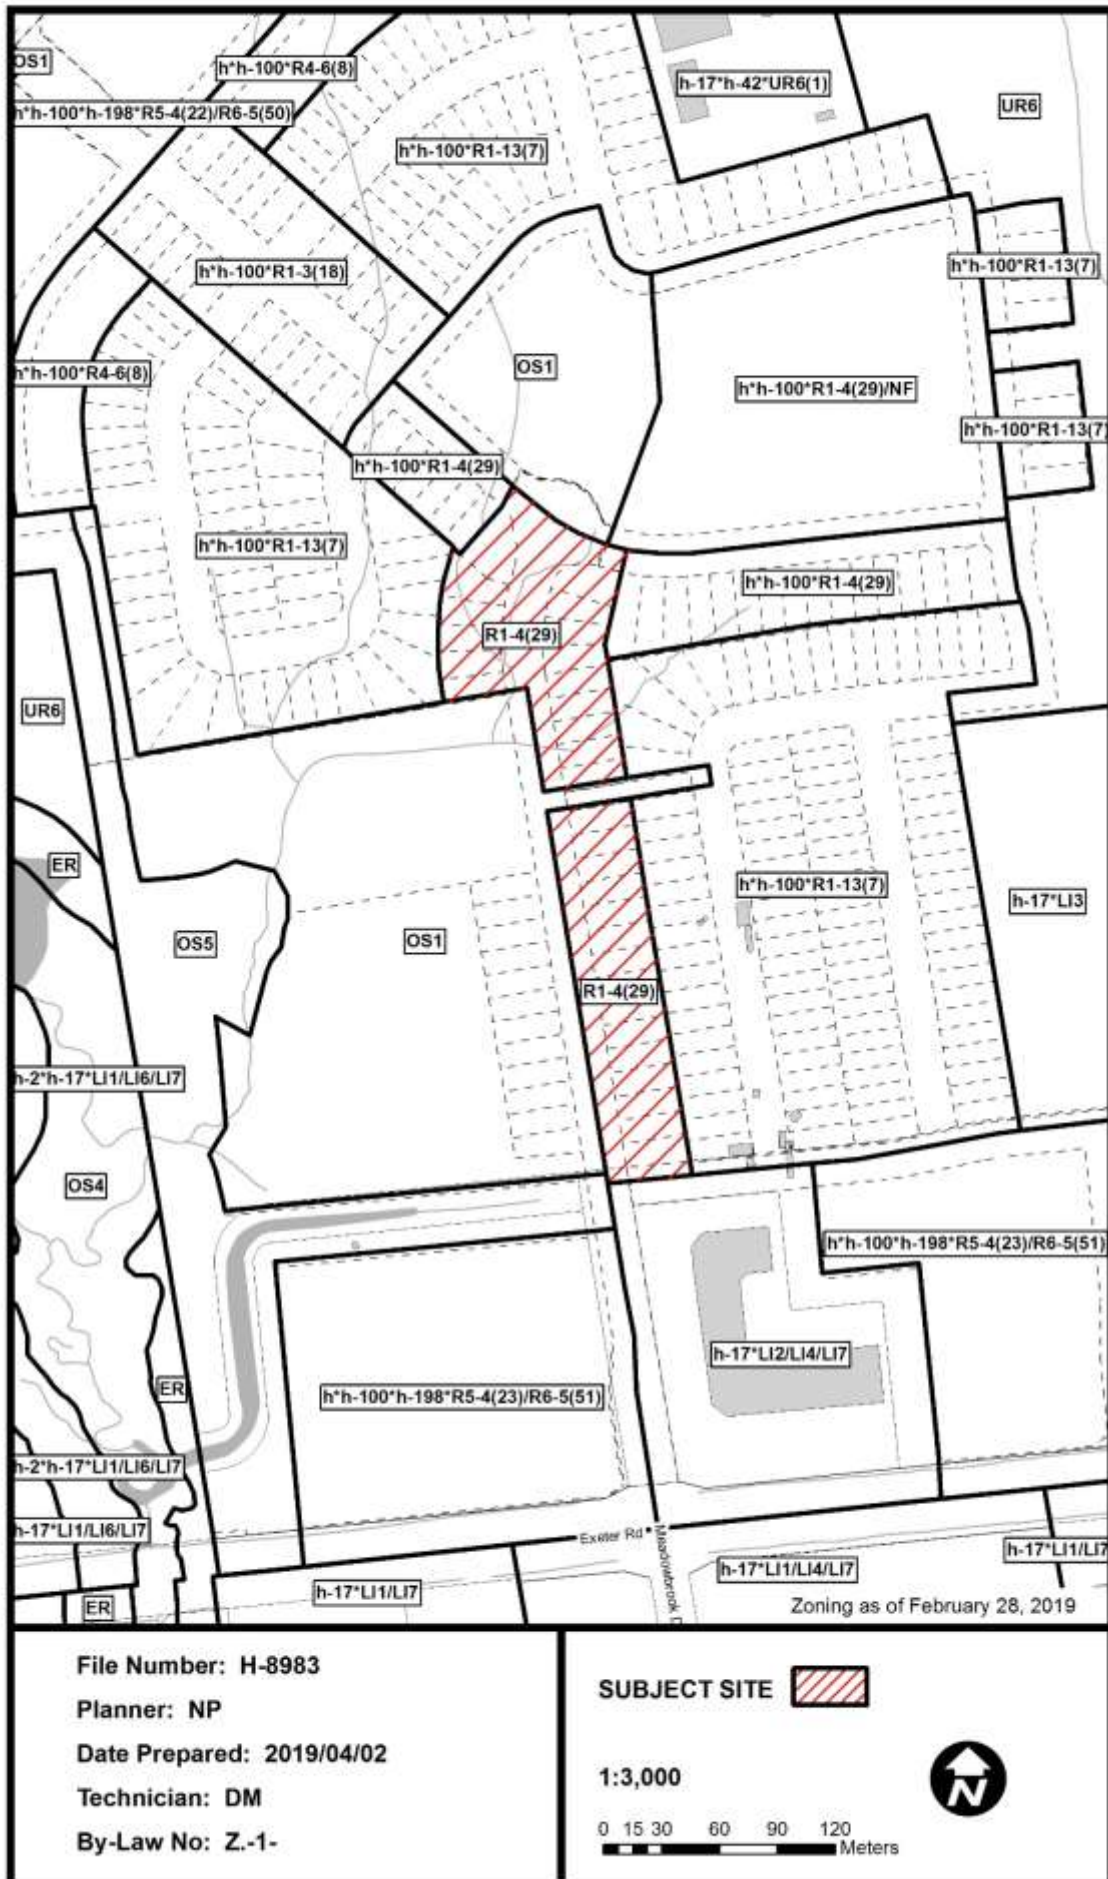 OS1
h*h-100*R4-6(8)
h-17*h-42*UR6(1)
UR6
h*h-100*h-198*R5-4(22)/R6-5(50)
h*h-100*R1-13(7)
h*h-100*R1-3(18)
h*h-100*R1-13(7)
OS1
h*h-100*R4-6(8)
h*h-100*R1-4(29)/NF
h*h-100*R1-13(7)
h*h-100*R1-4(29)
h*h-100*R1-13(7)
h*h-100*R1-4(29)
R1-4(29)
UR6
ER
h*h-100*R1-13(7)
h-17*LI3
OS5
OS1
R1-4(29)
h-2*h-17*LI1/LI6/LI7
OS4
h*h-100*h-198*R5-4(23)/R6-5(51)
h-17*LI2/LI4/LI7
ER
h*h-100*h-198*R5-4(23)/R6-5(51)
h-2*h-17*LI1/LI6/LI7
h-17*LI1/LI6/LI7
Exeter Rd
Meadowbrook D
h-17*LI1/LI7
h-17*LI1/LI4/LI7
h-17*LI1/LI7
ER
Zoning as of February 28, 2019
File Number: H-8983
Planner: NP
Date Prepared: 2019/04/02
Technician: DM
By-Law No: Z.-1-
SUBJECT SITE
1:3,000
N
0 15 30 60 90 120
Meters